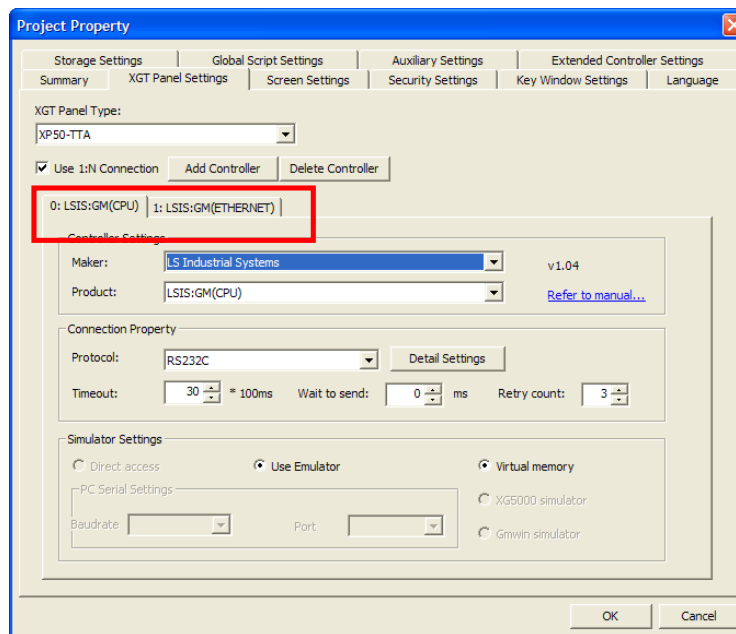 Project Property
Storage Settings Global Script Settings Auxiliary Settings Extended Controller Settings
Summary XGT Panel Settings Screen Settings Security Settings Key Window Settings Language
XGT Panel Type:
XP50-TTA
Use 1:N Connection Add Controller Delete Controller
0: LSIS:GM(CPU) 1: LSIS:GM(ETHERNET)
Controller Settings
Maker: LS Industrial Systems v1.04
Product: LSIS:GM(CPU) Refer to manual...
Connection Property
Protocol: RS232C Detail Settings
Timeout: 30 * 100ms Wait to send: 0 ms Retry count: 3
Simulator Settings
Direct access Use Emulator Virtual memory
PC Serial Settings
XG5000 simulator
Baudrate Port
Gmwin simulator
OK Cancel